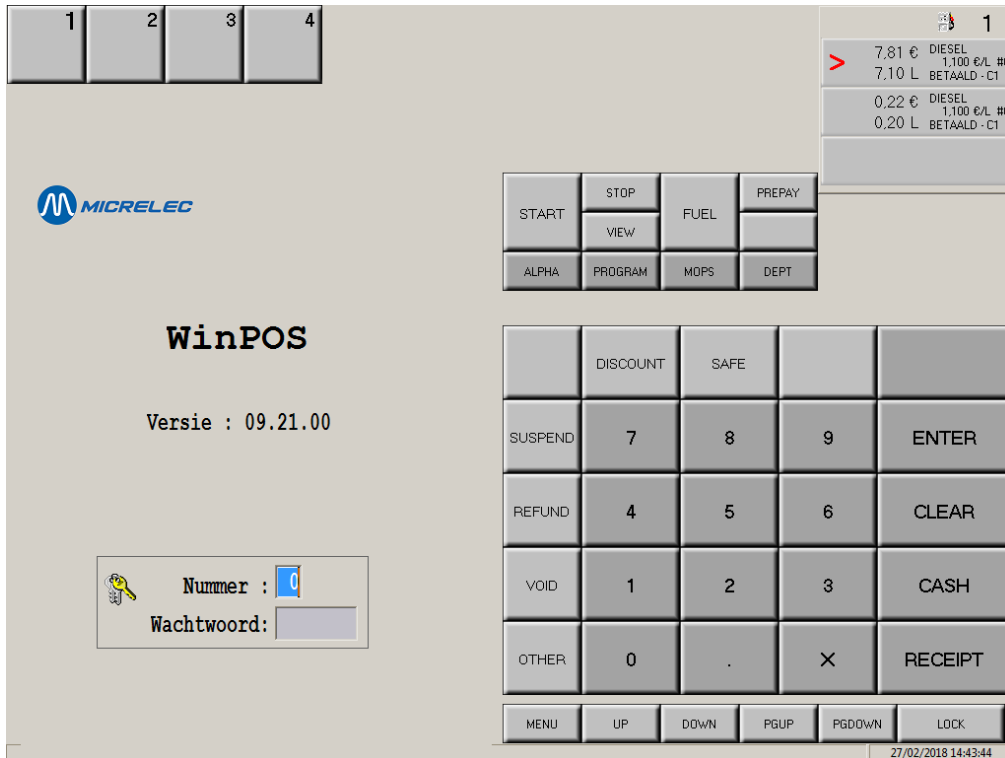 1 2 3 4
1
> 7,81 € DIESEL
1,100 €/L
7,10 L BETAALD - C1
0,22 € DIESEL
1,100 €/L
0,20 L BETAALD - C1
MICRELEC
START STOP FUEL PREPAY
VIEW
ALPHA PROGRAM MOPS DEPT
WinPOS
DISCOUNT SAFE
Versie : 09.21.00
SUSPEND 7 8 9 ENTER
REFUND 4 5 6 CLEAR
Nummer : 0
Wachtwoord:
VOID 1 2 3 CASH
OTHER 0 . X RECEIPT
MENU UP DOWN PGUP PGDOWN LOCK
27/02/2018 14:43:44